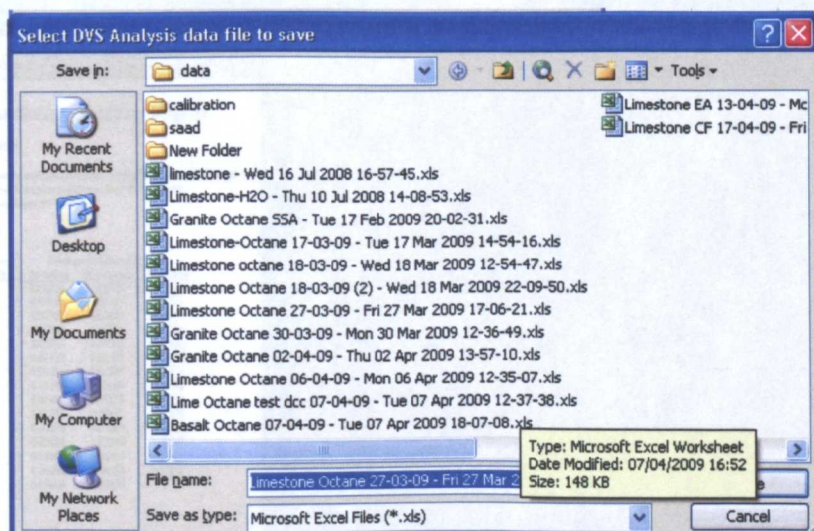 Select DVS Analysis data file to save
Save in:
data
Tools
My Recent
Documents
Desktop
My Documents
My Computer
My Network
Places
calibration
saad
New Folder
limestone - Wed 16 Jul 2008 16-57-45.xls
Limestone-H2O - Thu 10 Jul 2008 14-08-53.xls
Granite Octane SSA - Tue 17 Feb 2009 20-02-31.xls
Limestone-Octane 17-03-09 - Tue 17 Mar 2009 14-54-16.xls
Limestone octane 18-03-09 - Wed 18 Mar 2009 12-54-47.xls
Limestone Octane 18-03-09 (2) - Wed 18 Mar 2009 22-09-50.xls
Limestone Octane 27-03-09 - Fri 27 Mar 2009 17-06-21.xls
Granite Octane 30-03-09 - Mon 30 Mar 2009 12-36-49.xls
Granite Octane 02-04-09 - Thu 02 Apr 2009 13-57-10.xls
Limestone Octane 06-04-09 - Mon 06 Apr 2009 12-35-07.xls
Lime Octane test dcc 07-04-09 - Tue 07 Apr 2009 12-37-38.xls
Basalt Octane 07-04-09 - Tue 07 Apr 2009 18-07-08.xls
Limestone EA 13-04-09 - Mc
Limestone CF 17-04-09 - Fri
Type: Microsoft Excel Worksheet
Date Modified: 07/04/2009 16:52
Size: 148 KB
File name:
Limestone Octane 27-03-09 - Fri 27 Mar 2
Save as type:
Microsoft Excel Files (*.xls)
Cancel